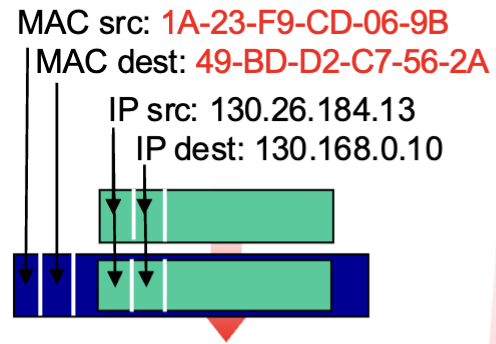 MAC src: 1A-23-F9-CD-06-9B
MAC dest: 49-BD-D2-C7-56-2A
IP src: 130.26.184.13
IP dest: 130.168.0.10